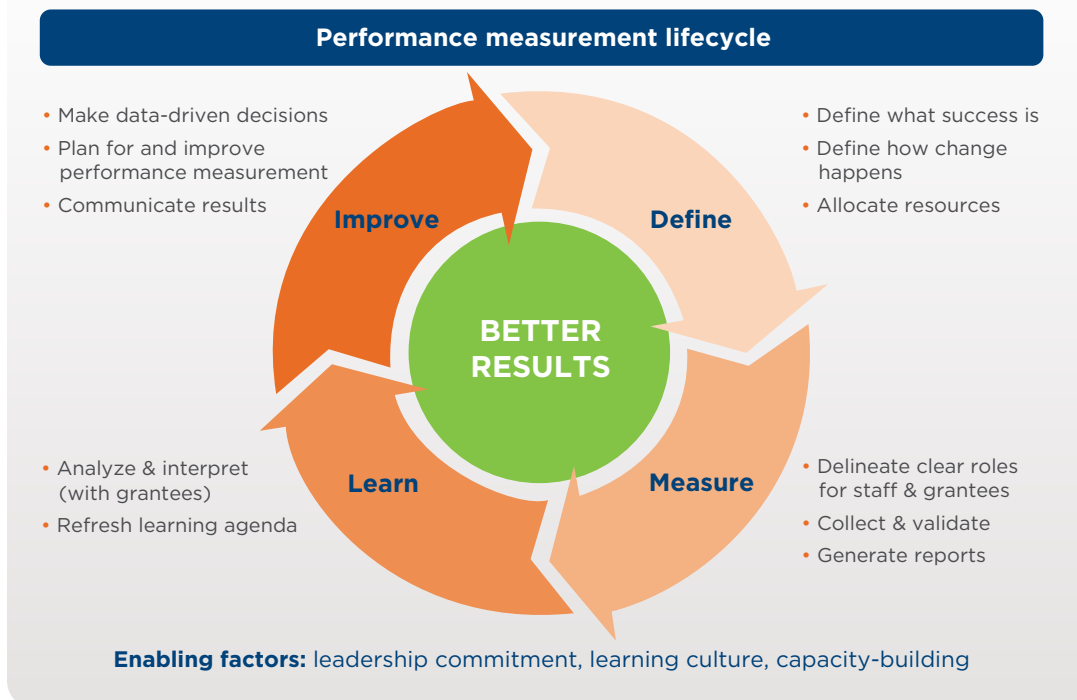 Performance measurement lifecycle
• Make data-driven decisions
• Plan for and improve
performance measurement
• Communicate results
• Define what success is
• Define how change
happens
• Allocate resources
Improve
Define
BETTER
RESULTS
Learn
Measure
• Analyze & interpret
(with grantees)
• Refresh learning agenda
• Delineate clear roles
for staff & grantees
• Collect & validate
• Generate reports
Enabling factors: leadership commitment, learning culture, capacity-building